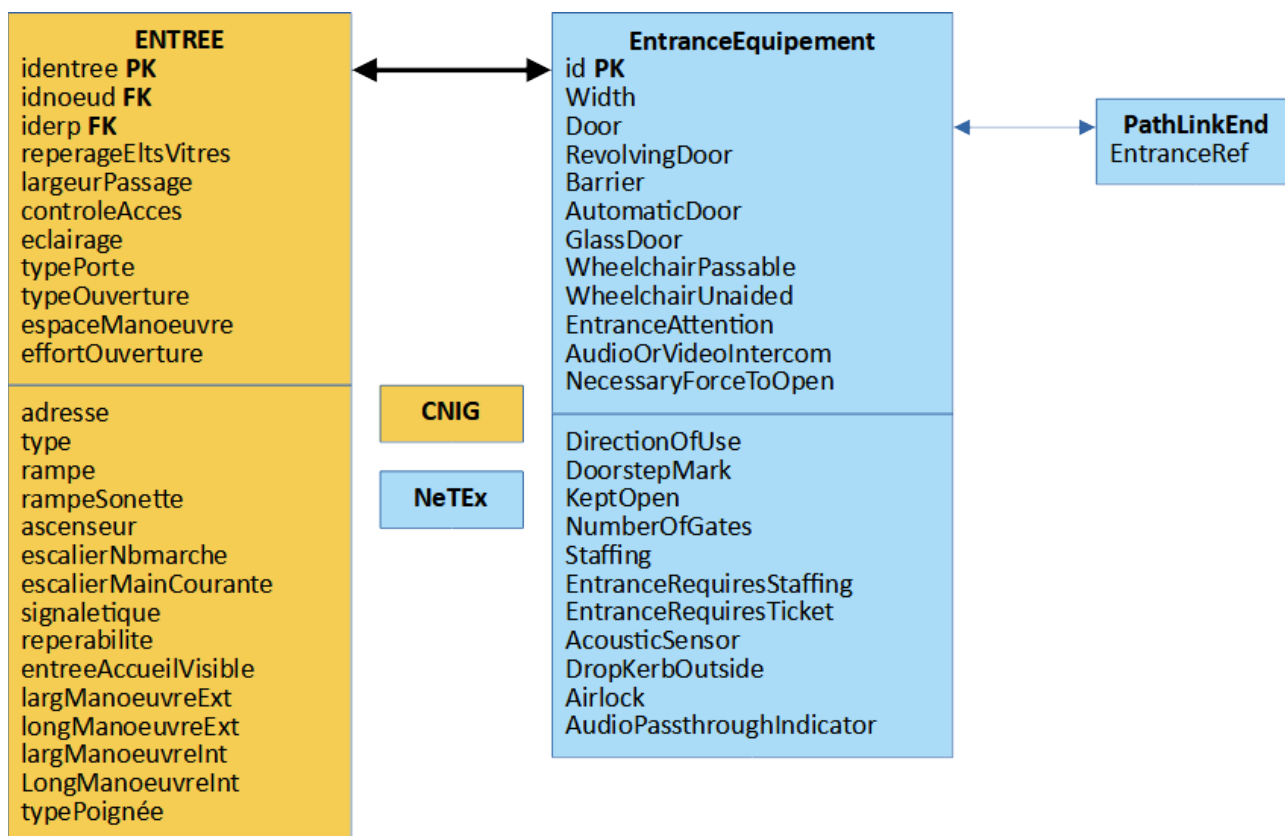 ENTREE
identree PK
idnoeud FK
iderp FK
reperageEltsVitres
largeurPassage
controleAcces
eclairage
typePorte
typeOuverture
espaceManoeuvre
effortOuverture
adresse
type
rampe
rampeSonette
ascenseur
escalierNbmarche
escalierMainCourante
signaletique
reperabilite
entreeAccueilVisible
largManoeuvreExt
longManoeuvreExt
largManoeuvreInt
LongManoeuvreInt
typePoignée
CNIG
NeTEx
EntranceEquipement
id PK
Width
Door
RevolvingDoor
Barrier
AutomaticDoor
GlassDoor
WheelchairPassable
WheelchairUnaided
EntranceAttention
AudioOrVideoIntercom
NecessaryForceToOpen
DirectionOfUse
DoorstepMark
KeptOpen
NumberOfGates
Staffing
EntranceRequiresStaffing
EntranceRequiresTicket
AcousticSensor
DropKerbOutside
Airlock
AudioPassthroughIndicator
PathLinkEnd
EntranceRef